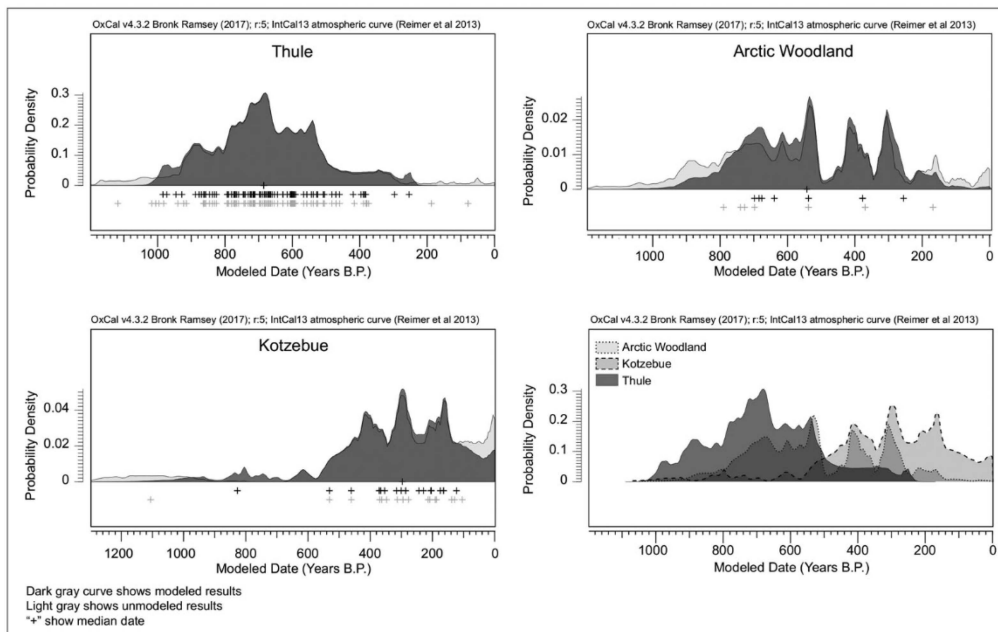 OxCal v4.3.2 Bronk Ramsey (2017); r:5; IntCal13 atmospheric curve (Reimer et al 2013)
Thule
Probability Density
0.3
0.2
0.1
0
1000 800 600 400 200 0
Modeled Date (Years B.P.)
OxCal v4.3.2 Bronk Ramsey (2017); r:5; IntCal13 atmospheric curve (Reimer et al 2013)
Arctic Woodland
Probability Density
0.02
0.01
0
1000 800 600 400 200 0
Modeled Date (Years B.P.)
OxCal v4.3.2 Bronk Ramsey (2017); r:5; IntCal13 atmospheric curve (Reimer et al 2013)
Kotzebue
Probability Density
0.04
0.02
0
1200 1000 800 600 400 200 0
Modeled Date (Years B.P.)
OxCal v4.3.2 Bronk Ramsey (2017); r:5; IntCal13 atmospheric curve (Reimer et al 2013)
Arctic Woodland
Kotzebue
Thule
Probability Density
0.3
0.2
0.1
0
1000 800 600 400 200 0
Modeled Date (Years B.P.)
Dark gray curve shows modeled results
Light gray shows unmodeled results
"+" show median date